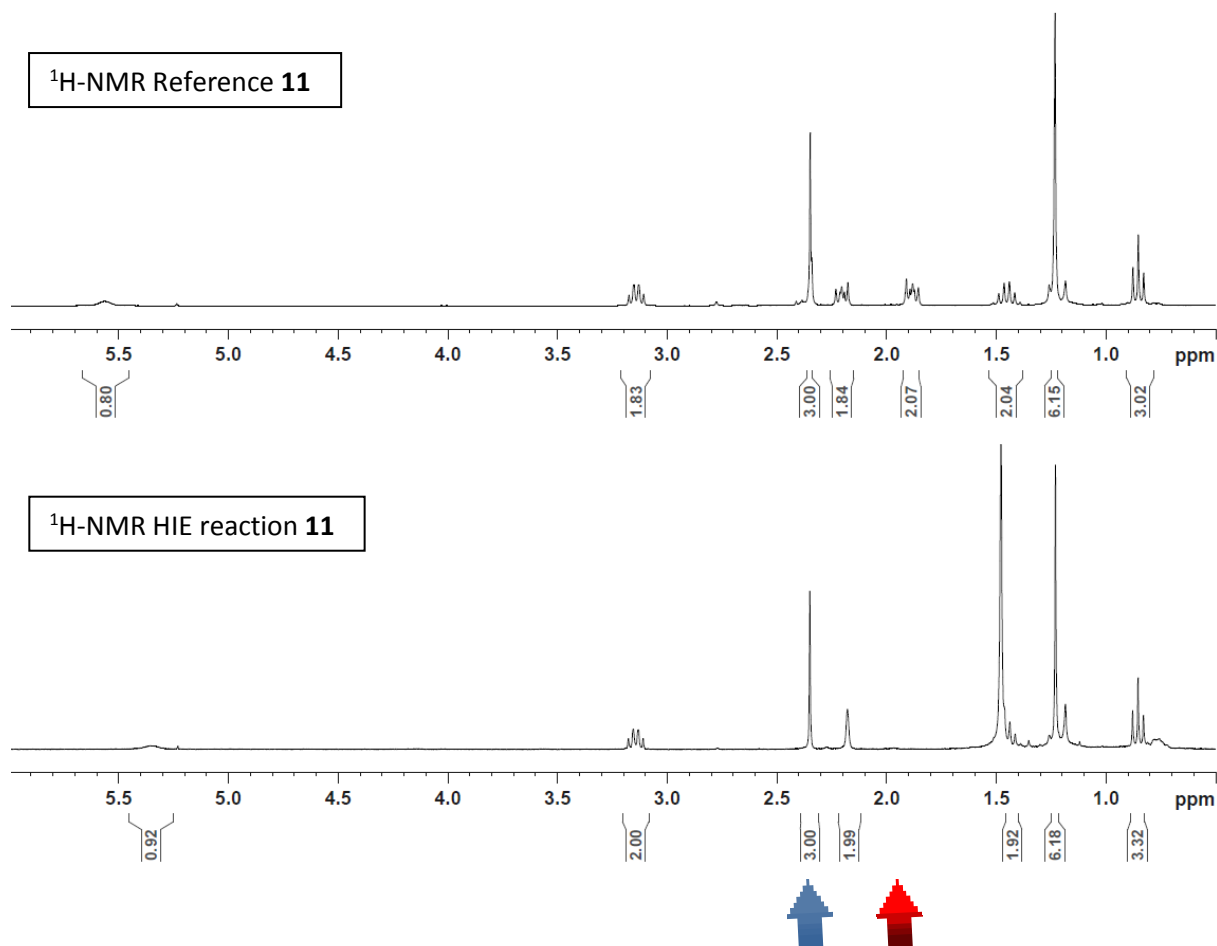 ¹H-NMR Reference 11
5.5 5.0 4.5 4.0 3.5 3.0 2.5 2.0 1.5 1.0 ppm
0.80 1.83 3.00 1.84 2.07 2.04 6.15 3.02
¹H-NMR HIE reaction 11
5.5 5.0 4.5 4.0 3.5 3.0 2.5 2.0 1.5 1.0 ppm
0.92 2.00 3.00 1.99 1.92 6.18 3.32